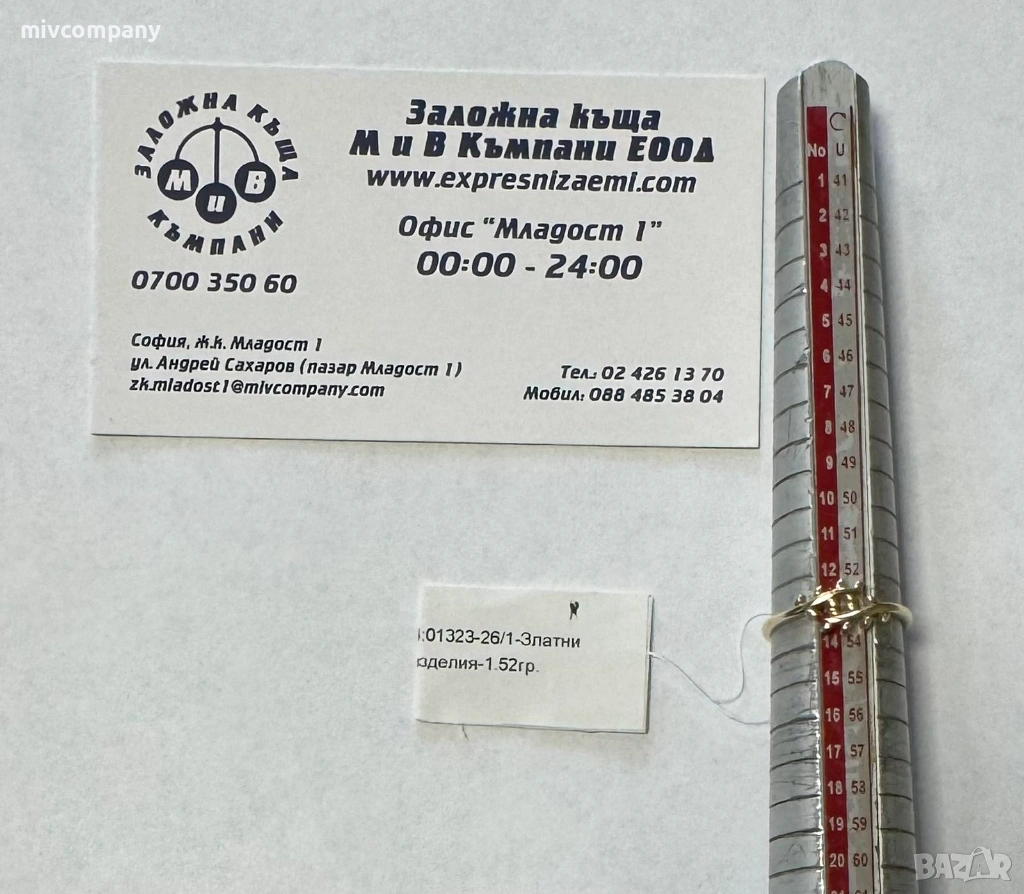 mivcompany
ЗАЛОЖНА КЪЩА
М и В
КЪМПАНИ
0700 350 60
Заложна къща
М и В Къмпани ЕООД
www.expresnizaemi.com
Офис "Младост 1"
00:00 - 24:00
София, ж.к. Младост 1
ул. Андрей Сахаров (пазар Младост 1)
zk.mladost1@mivcompany.com
Тел.: 02 426 13 70
Мобил: 088 485 38 04
:01323-26/1-Златни
зделия-1.52гр.
No
1 41
2 42
3 43
4 44
5 45
6 46
7 47
8 48
9 49
10 50
11 51
12 52
14 54
15 55
16 56
17 57
18 58
19 59
20 60
BAZAR